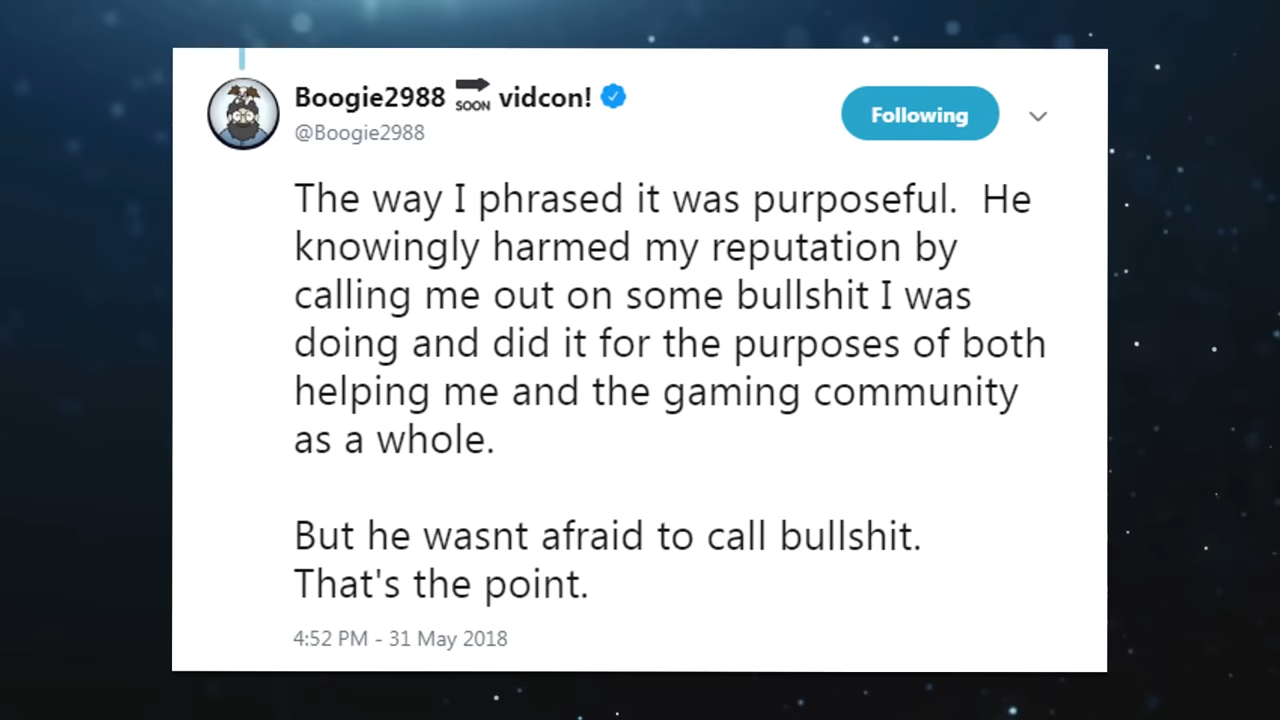 Boogie2988 SOON vidcon!
@Boogie2988
Following
The way I phrased it was purposeful.  He
knowingly harmed my reputation by
calling me out on some bullshit I was
doing and did it for the purposes of both
helping me and the gaming community
as a whole.
But he wasnt afraid to call bullshit.
That's the point.
4:52 PM - 31 May 2018